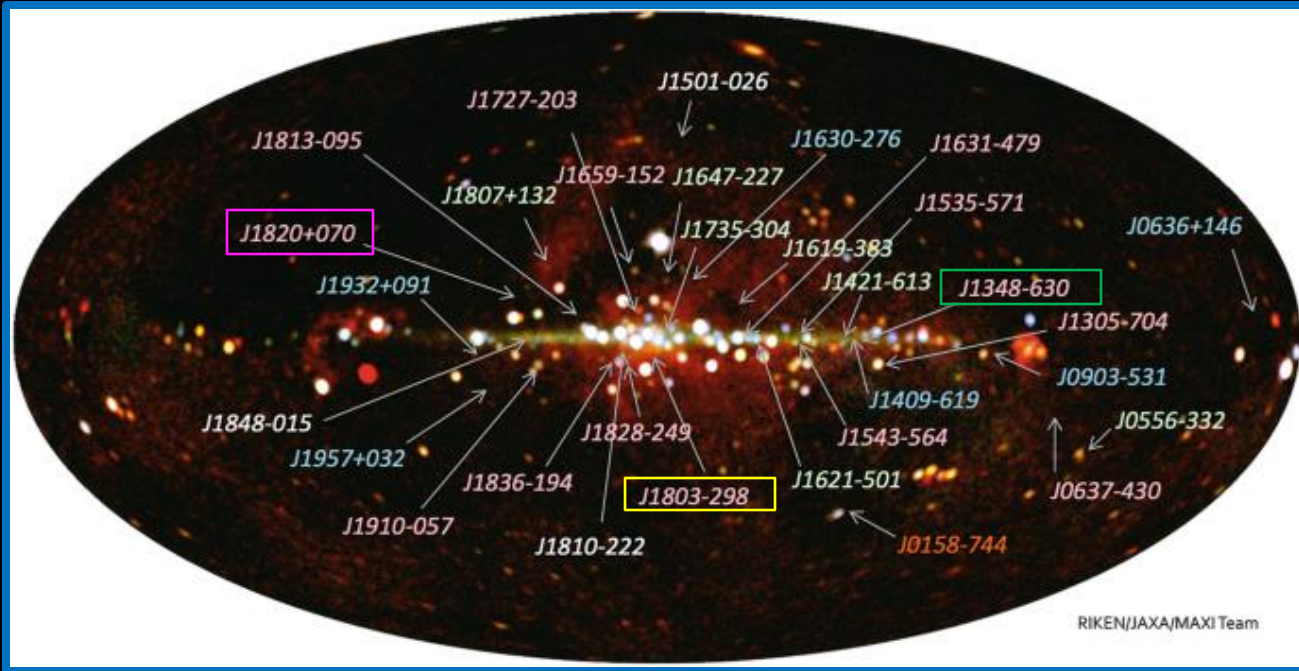 J1501-026
J1727-203
J1813-095
J1630-276
J1631-479
J1659-152
J1647-227
J1807+132
J1535-571
J1820+070
J1735-304
J1619-383
J0636+146
J1932+091
J1421-613
J1348-630
J1305-704
J0903-531
J1409-619
J1848-015
J1828-249
J1543-564
J0556-332
J1957+032
J1836-194
J1803-298
J1621-501
J0637-430
J1910-057
J1810-222
J0158-744
RIKEN/JAXA/MAXI Team